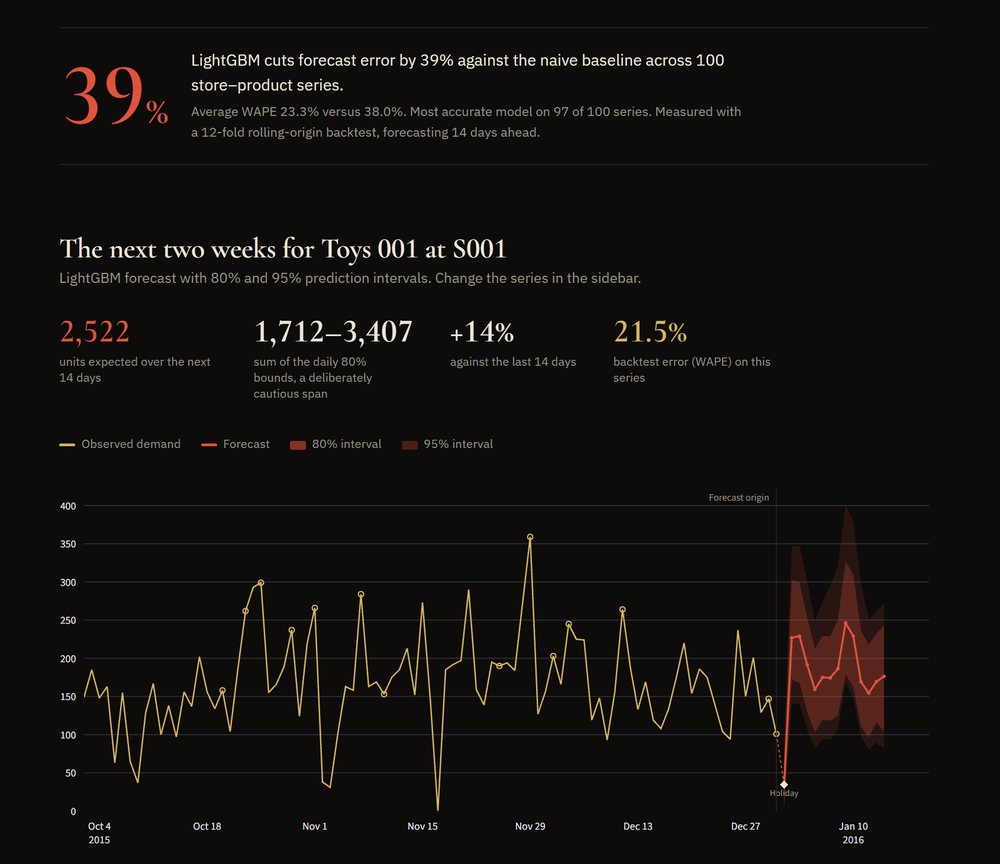 39%
LightGBM cuts forecast error by 39% against the naive baseline across 100
store–product series.
Average WAPE 23.3% versus 38.0%. Most accurate model on 97 of 100 series. Measured with
a 12-fold rolling-origin backtest, forecasting 14 days ahead.
The next two weeks for Toys 001 at S001
LightGBM forecast with 80% and 95% prediction intervals. Change the series in the sidebar.
2,522
units expected over the next
14 days
1,712–3,407
sum of the daily 80%
bounds, a deliberately
cautious span
+14%
against the last 14 days
21.5%
backtest error (WAPE) on this
series
Observed demand
Forecast
80% interval
95% interval
Forecast origin
400
350
300
250
200
150
100
50
0
Holiday
Oct 4
2015
Oct 18
Nov 1
Nov 15
Nov 29
Dec 13
Dec 27
Jan 10
2016